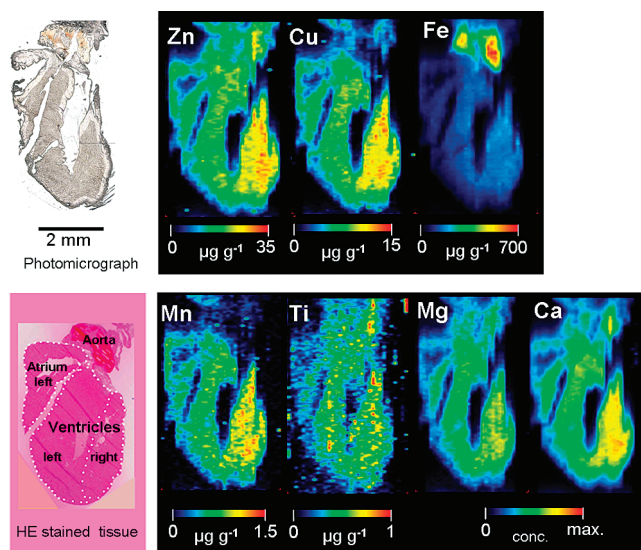 Zn
Cu
Fe
2 mm
Photomicrograph
0 µg g⁻¹ 35
0 µg g⁻¹ 15
0 µg g⁻¹ 700
Mn
Ti
Mg
Ca
Aorta
Atrium
left
Ventricles
left right
HE stained tissue
0 µg g⁻¹ 1.5
0 µg g⁻¹ 1
0 conc. max.